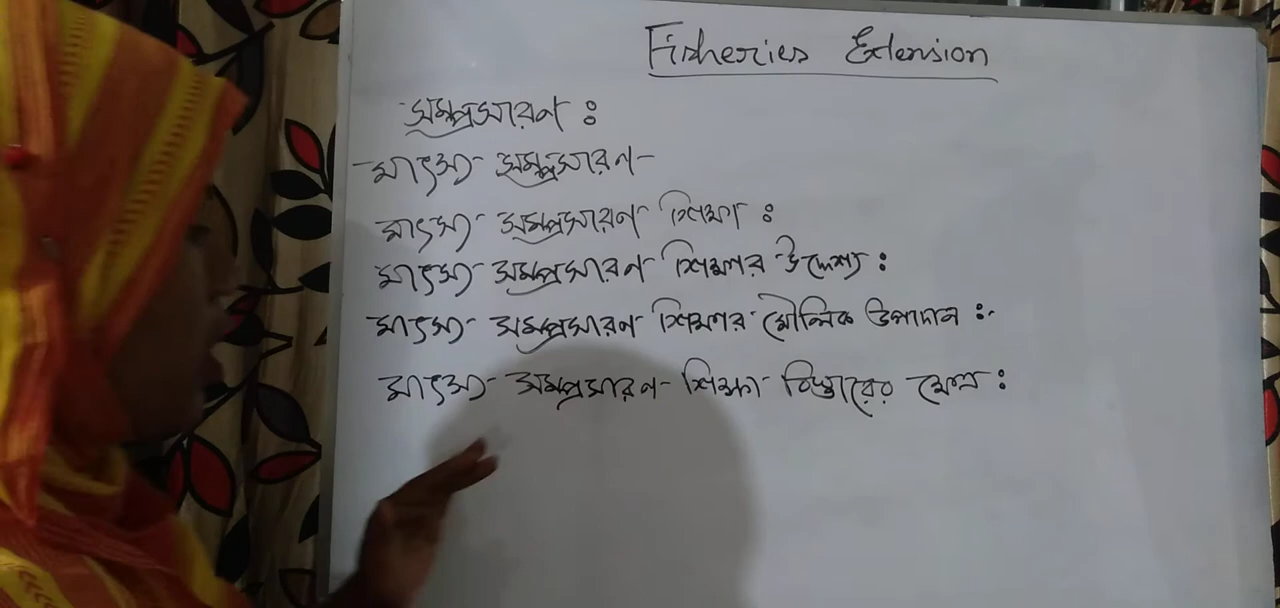 Fisheries Extension
সম্প্রসারণ :
মাৎস্য সম্প্রসারণ
মাৎস্য সম্প্রসারণ শিক্ষা :
মাৎস্য সম্প্রসারণ শিক্ষার উদ্দেশ্য :
মাৎস্য সম্প্রসারণ শিক্ষার মৌলিক উপাদান :-
মাৎস্য সম্প্রসারণ শিক্ষা বিস্তারের ক্ষেত্র :